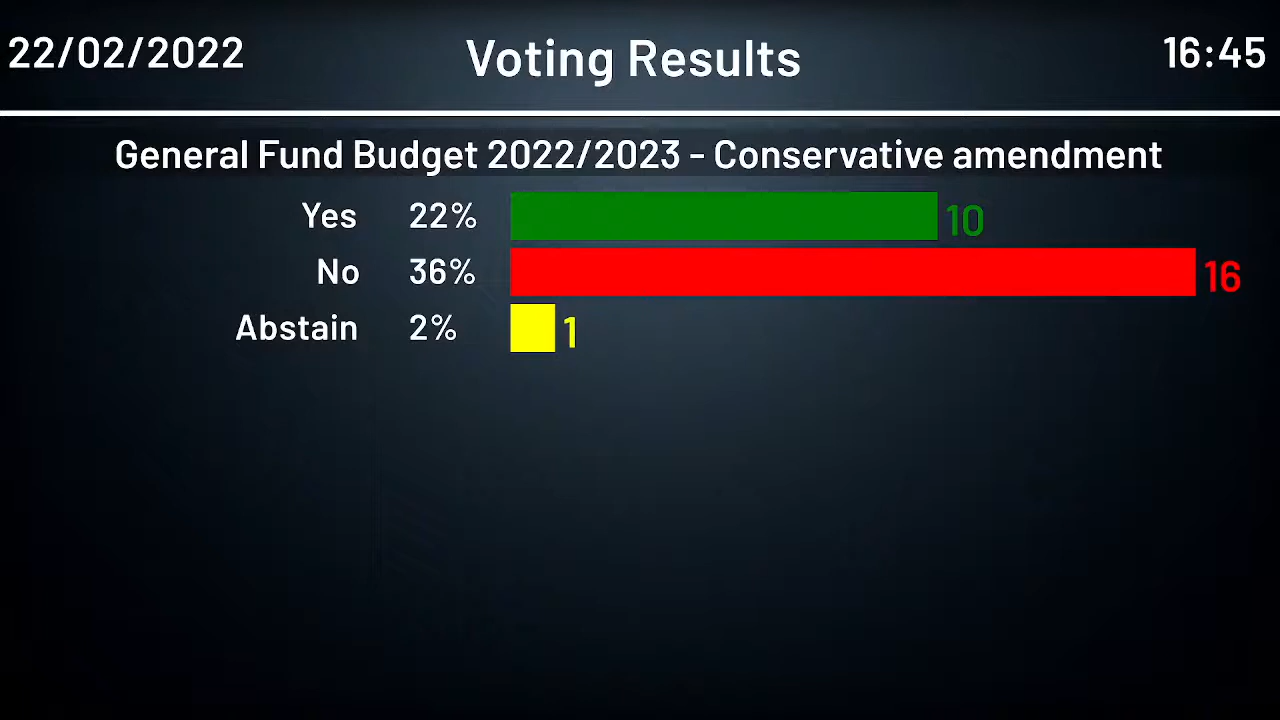 22/02/2022 Voting Results 16:45
General Fund Budget 2022/2023 - Conservative amendment
Yes 22% 10
No 36% 16
Abstain 2% 1